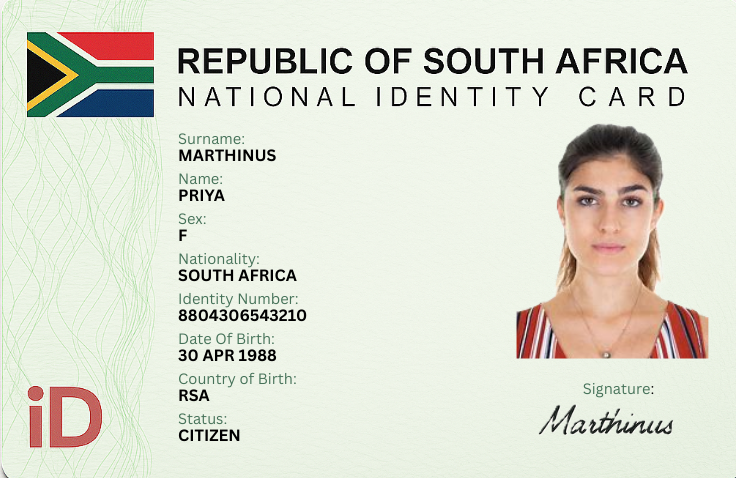 REPUBLIC OF SOUTH AFRICA
NATIONAL IDENTITY CARD
Surname:
MARTHINUS
Name:
PRIYA
Sex:
F
Nationality:
SOUTH AFRICA
Identity Number:
8804306543210
Date Of Birth:
30 APR 1988
Country of Birth:
RSA
Status:
CITIZEN
iD
Signature:
Marthinus